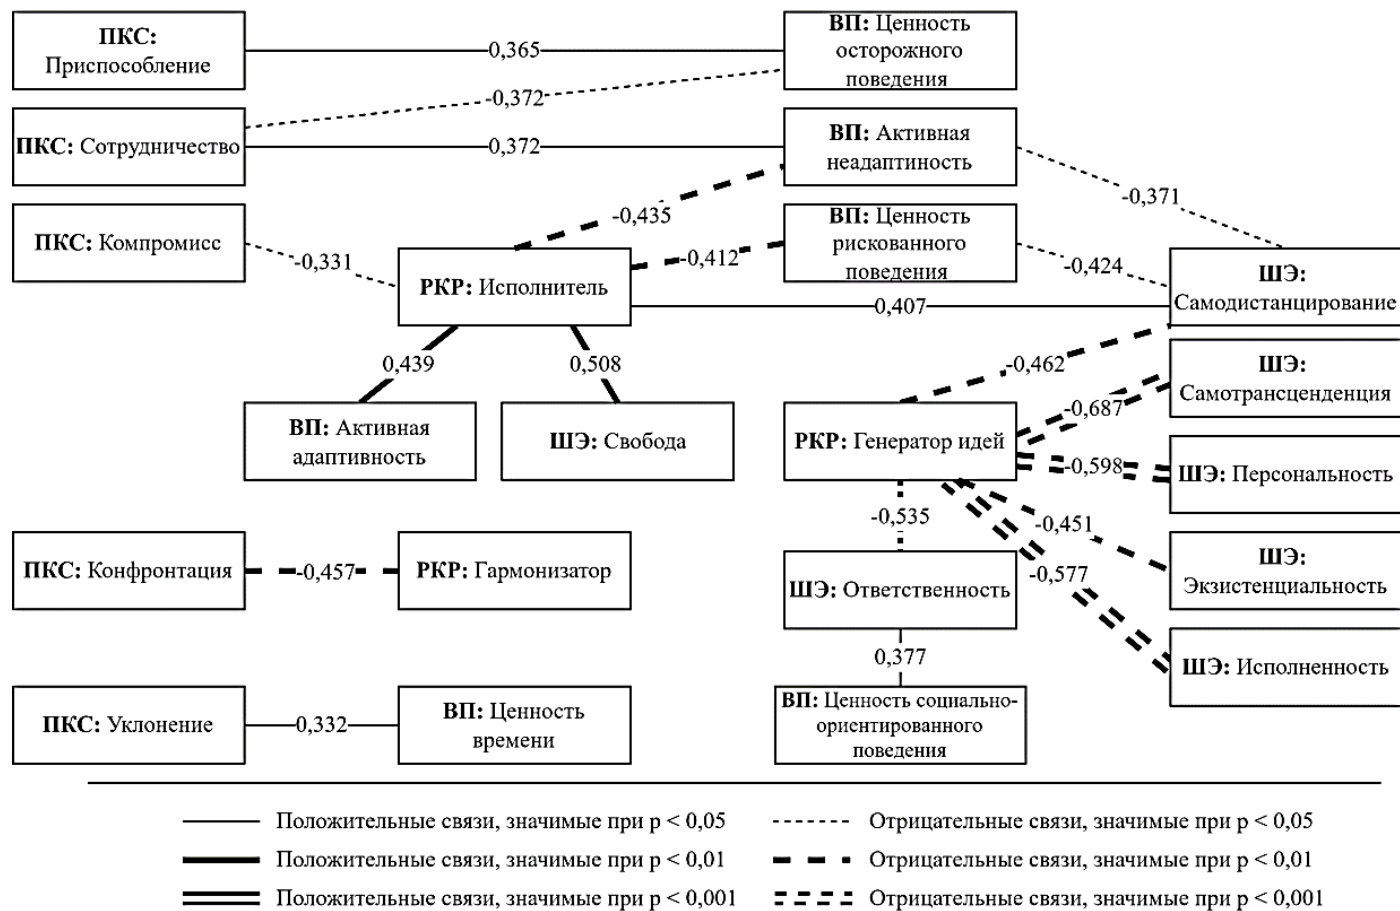 ПКС:
Приспособление
0,365
ВП: Ценность
осторожного
поведения
-0,372
ПКС: Сотрудничество
0,372
ВП: Активная
неадаптиность
-0,435
-0,371
ПКС: Компромисс
-0,331
РКР: Исполнитель
-0,412
ВП: Ценность
рискованного
поведения
-0,424
ШЭ:
Самодистанцирование
0,407
0,439
0,508
-0,462
ШЭ:
Самотрансценденция
-0,687
ВП: Активная
адаптивность
ШЭ: Свобода
РКР: Генератор идей
-0,598
ШЭ: Персональность
-0,535
-0,451
-0,577
ПКС: Конфронтация
-0,457
РКР: Гармонизатор
ШЭ: Ответственность
ШЭ:
Экзистенциальность
0,377
ШЭ: Исполненность
ПКС: Уклонение
0,332
ВП: Ценность
времени
ВП: Ценность социально-
ориентированного
поведения
Положительные связи, значимые при p < 0,05
Отрицательные связи, значимые при p < 0,05
Положительные связи, значимые при p < 0,01
Отрицательные связи, значимые при p < 0,01
Положительные связи, значимые при p < 0,001
Отрицательные связи, значимые при p < 0,001